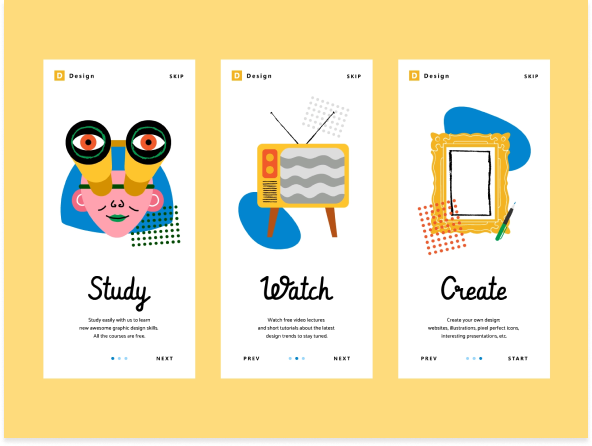 D Design SKIP
Study
Study easily with us to learn
new awesome graphic design skills.
All the courses are free.
NEXT
D Design SKIP
Watch
Watch free video lectures
and short tutorials about the latest
design trends to stay tuned.
PREV NEXT
D Design SKIP
Create
Create your own design:
websites, illustrations, pixel perfect icons,
interesting presentations, etc.
PREV START